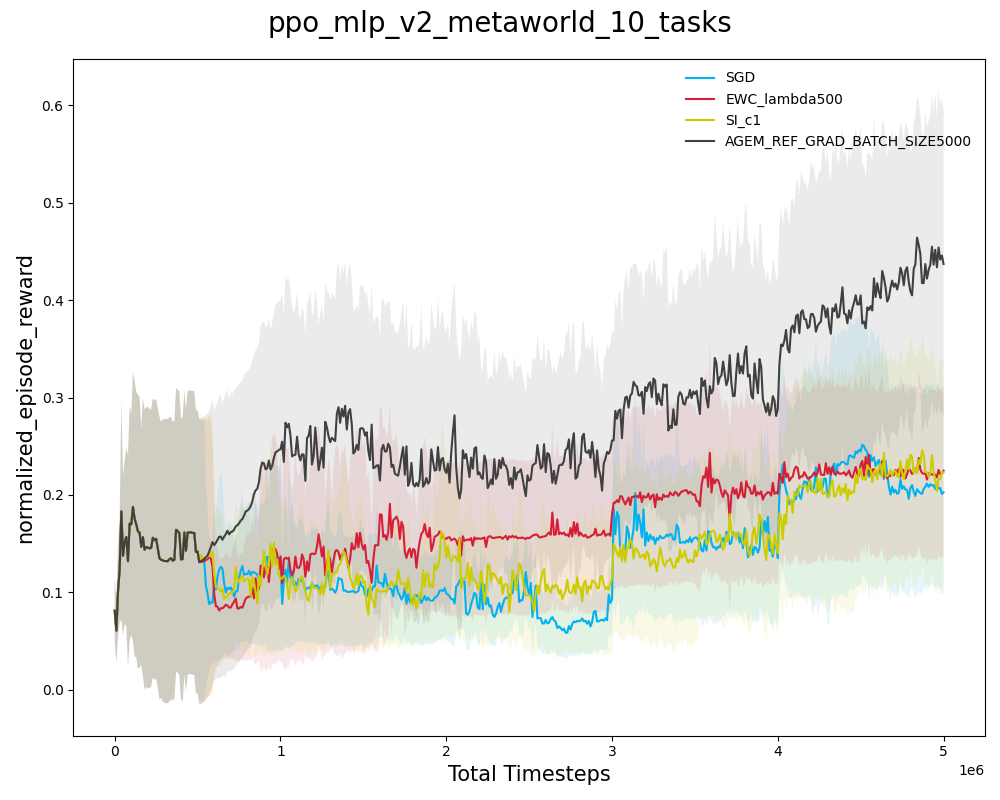 ppo_mlp_v2_metaworld_10_tasks
SGD
EWC_lambda500
SI_c1
AGEM_REF_GRAD_BATCH_SIZE5000
normalized_episode_reward
0.6
0.5
0.4
0.3
0.2
0.1
0.0
0 1 2 3 4 5
1e6
Total Timesteps